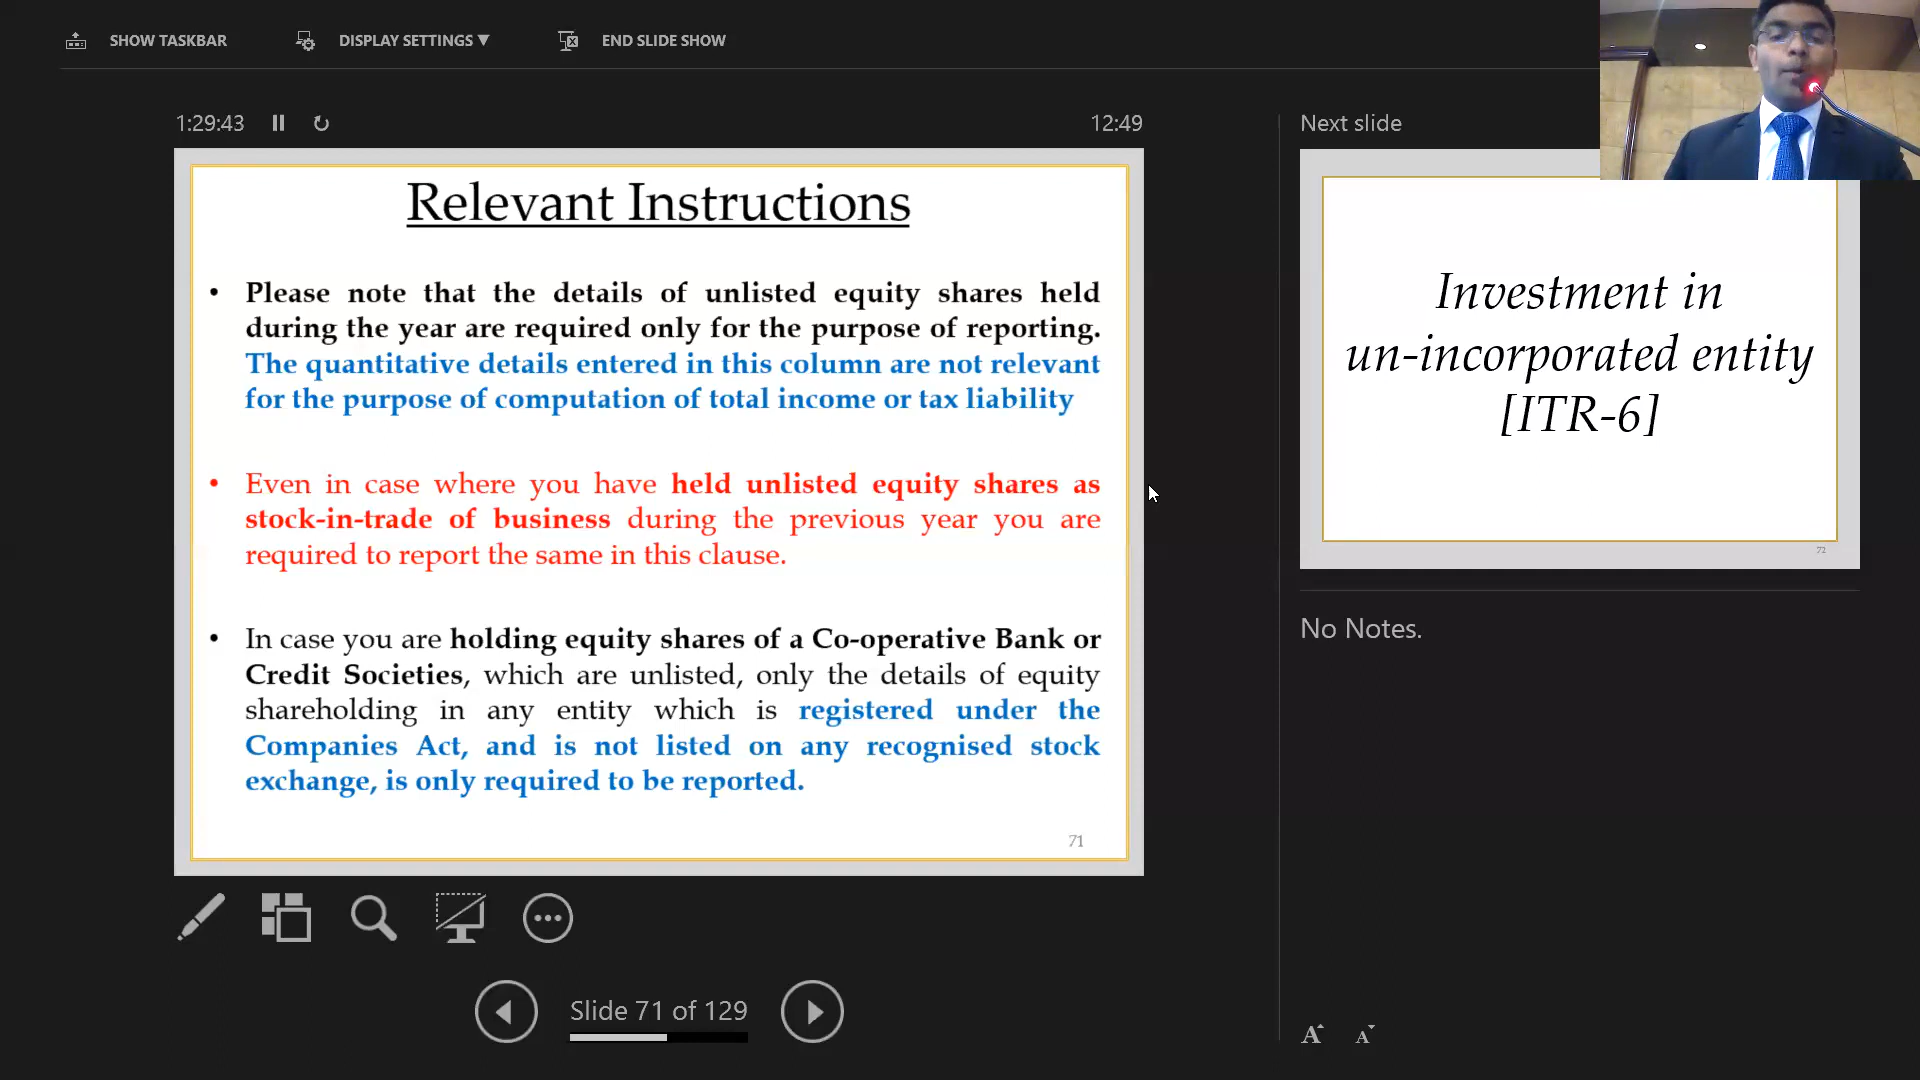 SHOW TASKBAR
DISPLAY SETTINGS ▼
END SLIDE SHOW
1:29:43
12:49
Relevant Instructions
• Please note that the details of unlisted equity shares held
during the year are required only for the purpose of reporting.
The quantitative details entered in this column are not relevant
for the purpose of computation of total income or tax liability
• Even in case where you have held unlisted equity shares as
stock-in-trade of business during the previous year you are
required to report the same in this clause.
• In case you are holding equity shares of a Co-operative Bank or
Credit Societies, which are unlisted, only the details of equity
shareholding in any entity which is registered under the
Companies Act, and is not listed on any recognised stock
exchange, is only required to be reported.
71
Slide 71 of 129
Next slide
Investment in
un-incorporated entity
[ITR-6]
72
No Notes.
A A